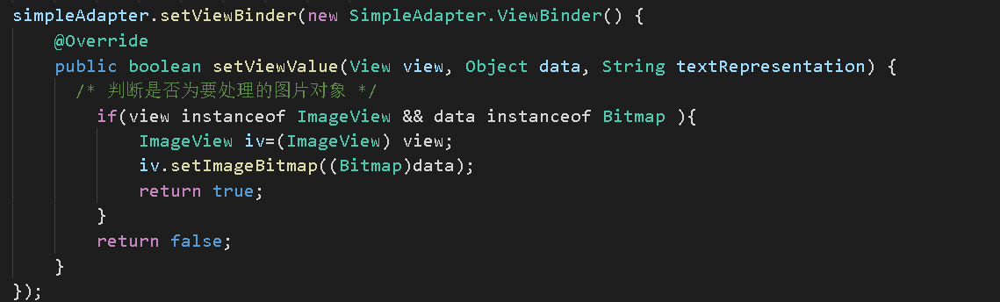 simpleAdapter.setViewBinder(new SimpleAdapter.ViewBinder() {
    @Override
    public boolean setViewValue(View view, Object data, String textRepresentation) {
      /* 判断是否为要处理的图片对象 */
        if(view instanceof ImageView && data instanceof Bitmap ){
            ImageView iv=(ImageView) view;
            iv.setImageBitmap((Bitmap)data);
            return true;
        }
        return false;
    }
});